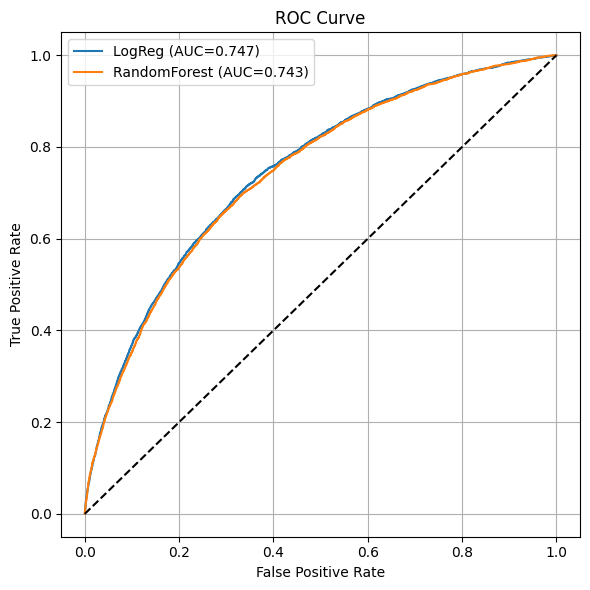 ROC Curve
LogReg (AUC=0.747)
RandomForest (AUC=0.743)
True Positive Rate
1.0
0.8
0.6
0.4
0.2
0.0
0.0 0.2 0.4 0.6 0.8 1.0
False Positive Rate